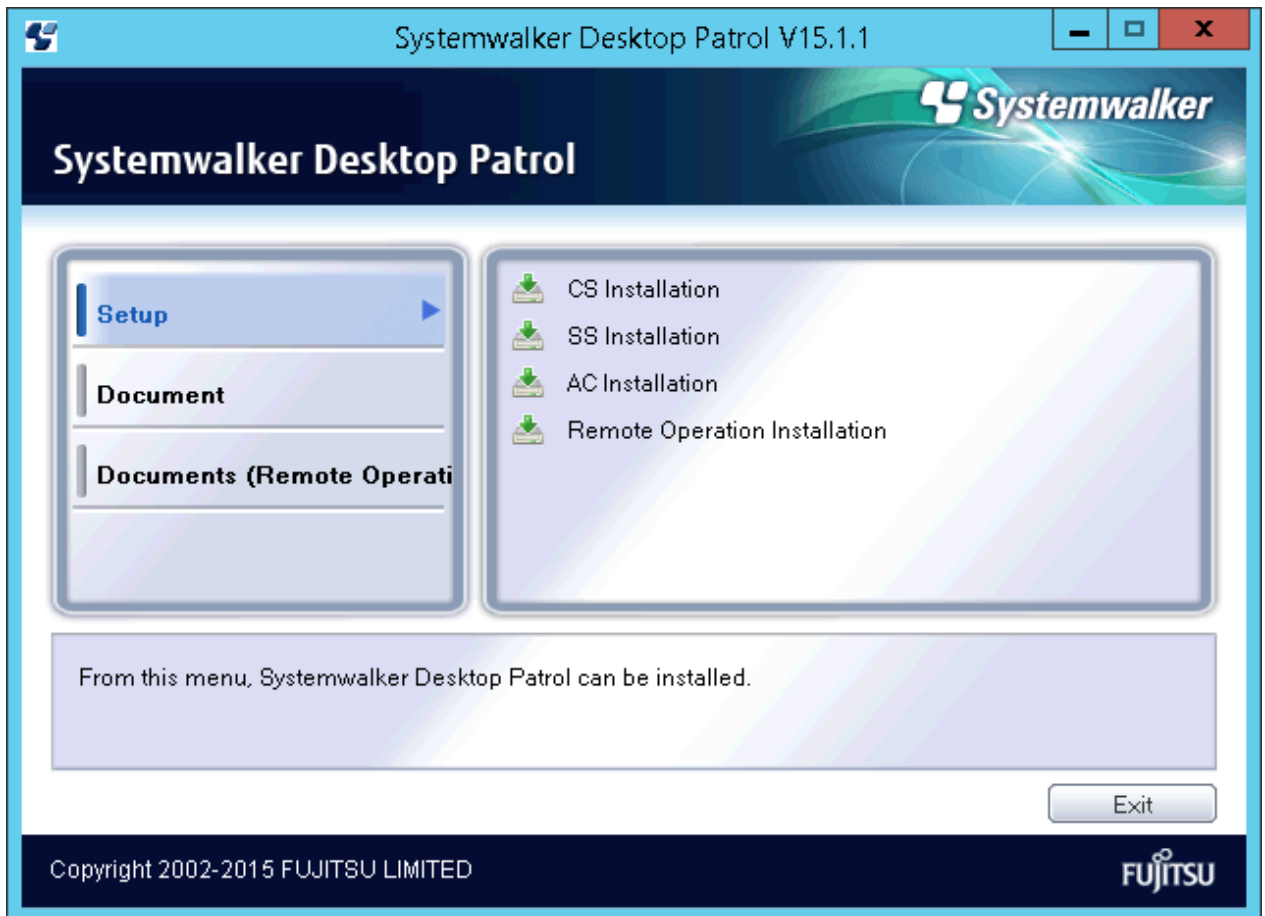 Systemwalker Desktop Patrol V15.1.1
Systemwalker
Systemwalker Desktop Patrol
Setup
Document
Documents (Remote Operati
CS Installation
SS Installation
AC Installation
Remote Operation Installation
From this menu, Systemwalker Desktop Patrol can be installed.
Exit
Copyright 2002-2015 FUJITSU LIMITED
FUJITSU